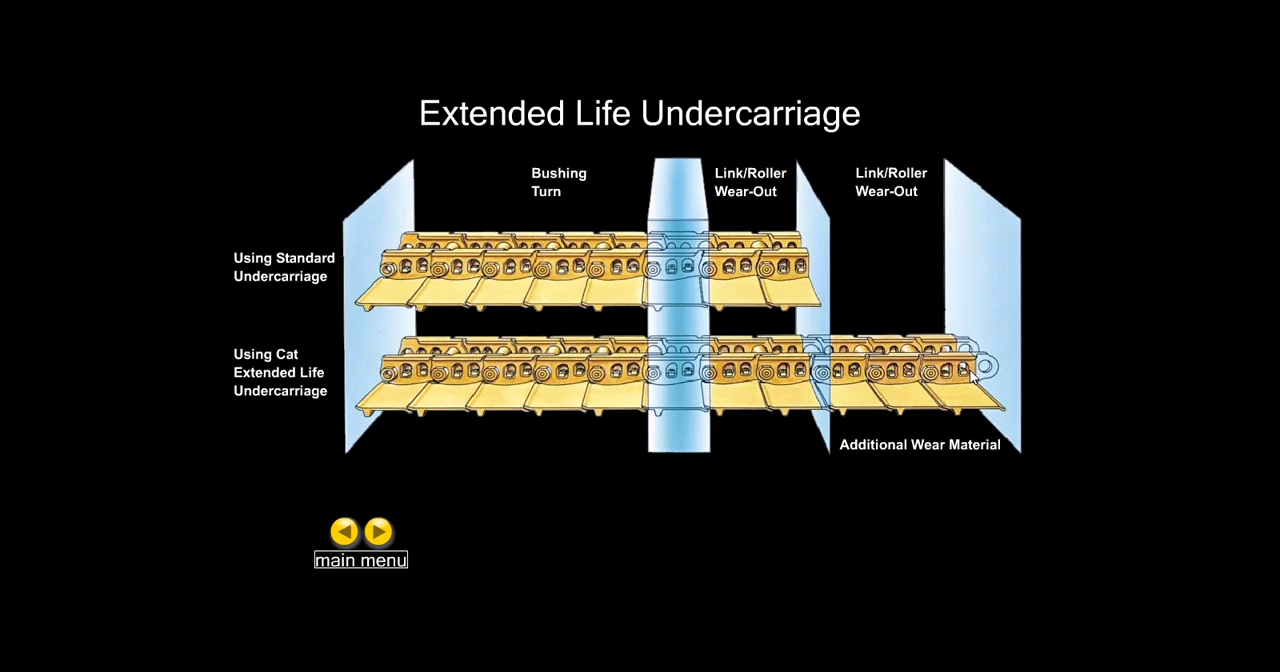 Extended Life Undercarriage
Bushing
Turn
Link/Roller
Wear-Out
Link/Roller
Wear-Out
Using Standard
Undercarriage
Using Cat
Extended Life
Undercarriage
Additional Wear Material
main menu